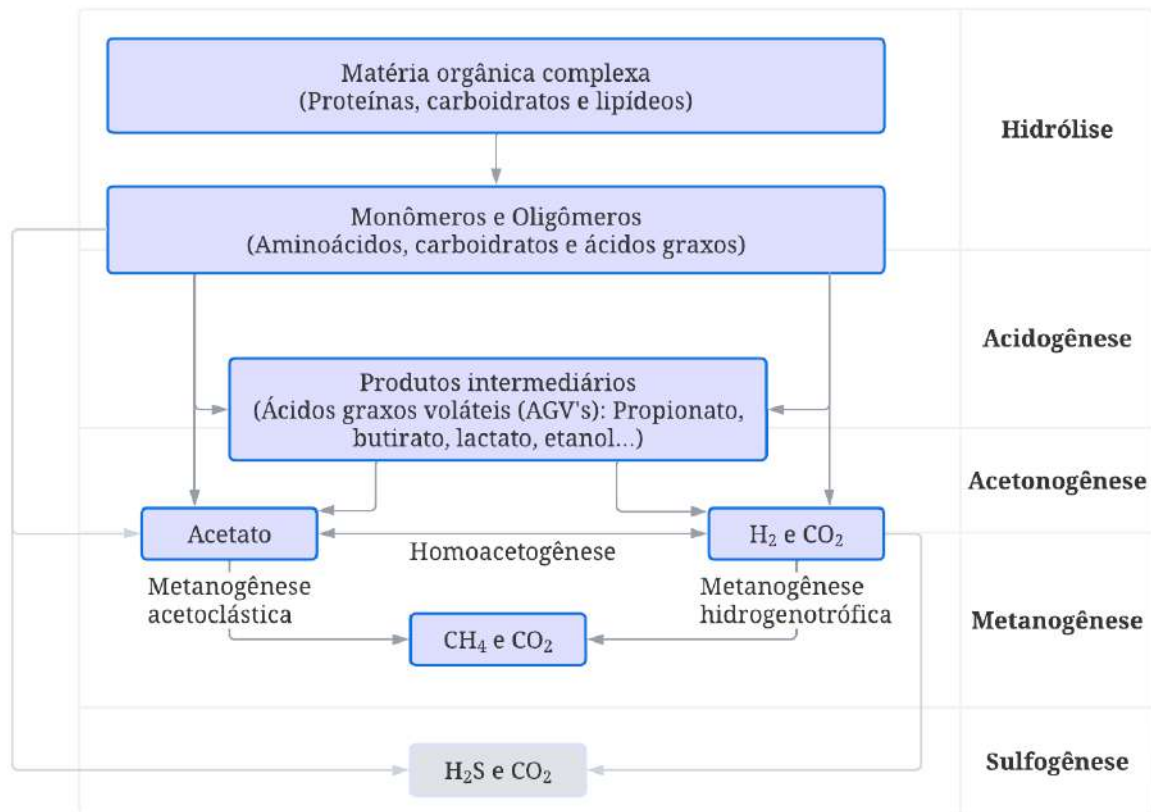 Matéria orgânica complexa
(Proteínas, carboidratos e lipídeos)
Hidrólise
Monômeros e Oligômeros
(Aminoácidos, carboidratos e ácidos graxos)
Acidogênese
Produtos intermediários
(Ácidos graxos voláteis (AGV's): Propionato,
butirato, lactato, etanol...)
Acetonogênese
Acetato
H₂ e CO₂
Homoacetogênese
Metanogênese
acetoclástica
Metanogênese
hidrogenotrófica
CH₄ e CO₂
Metanogênese
H₂S e CO₂
Sulfogênese